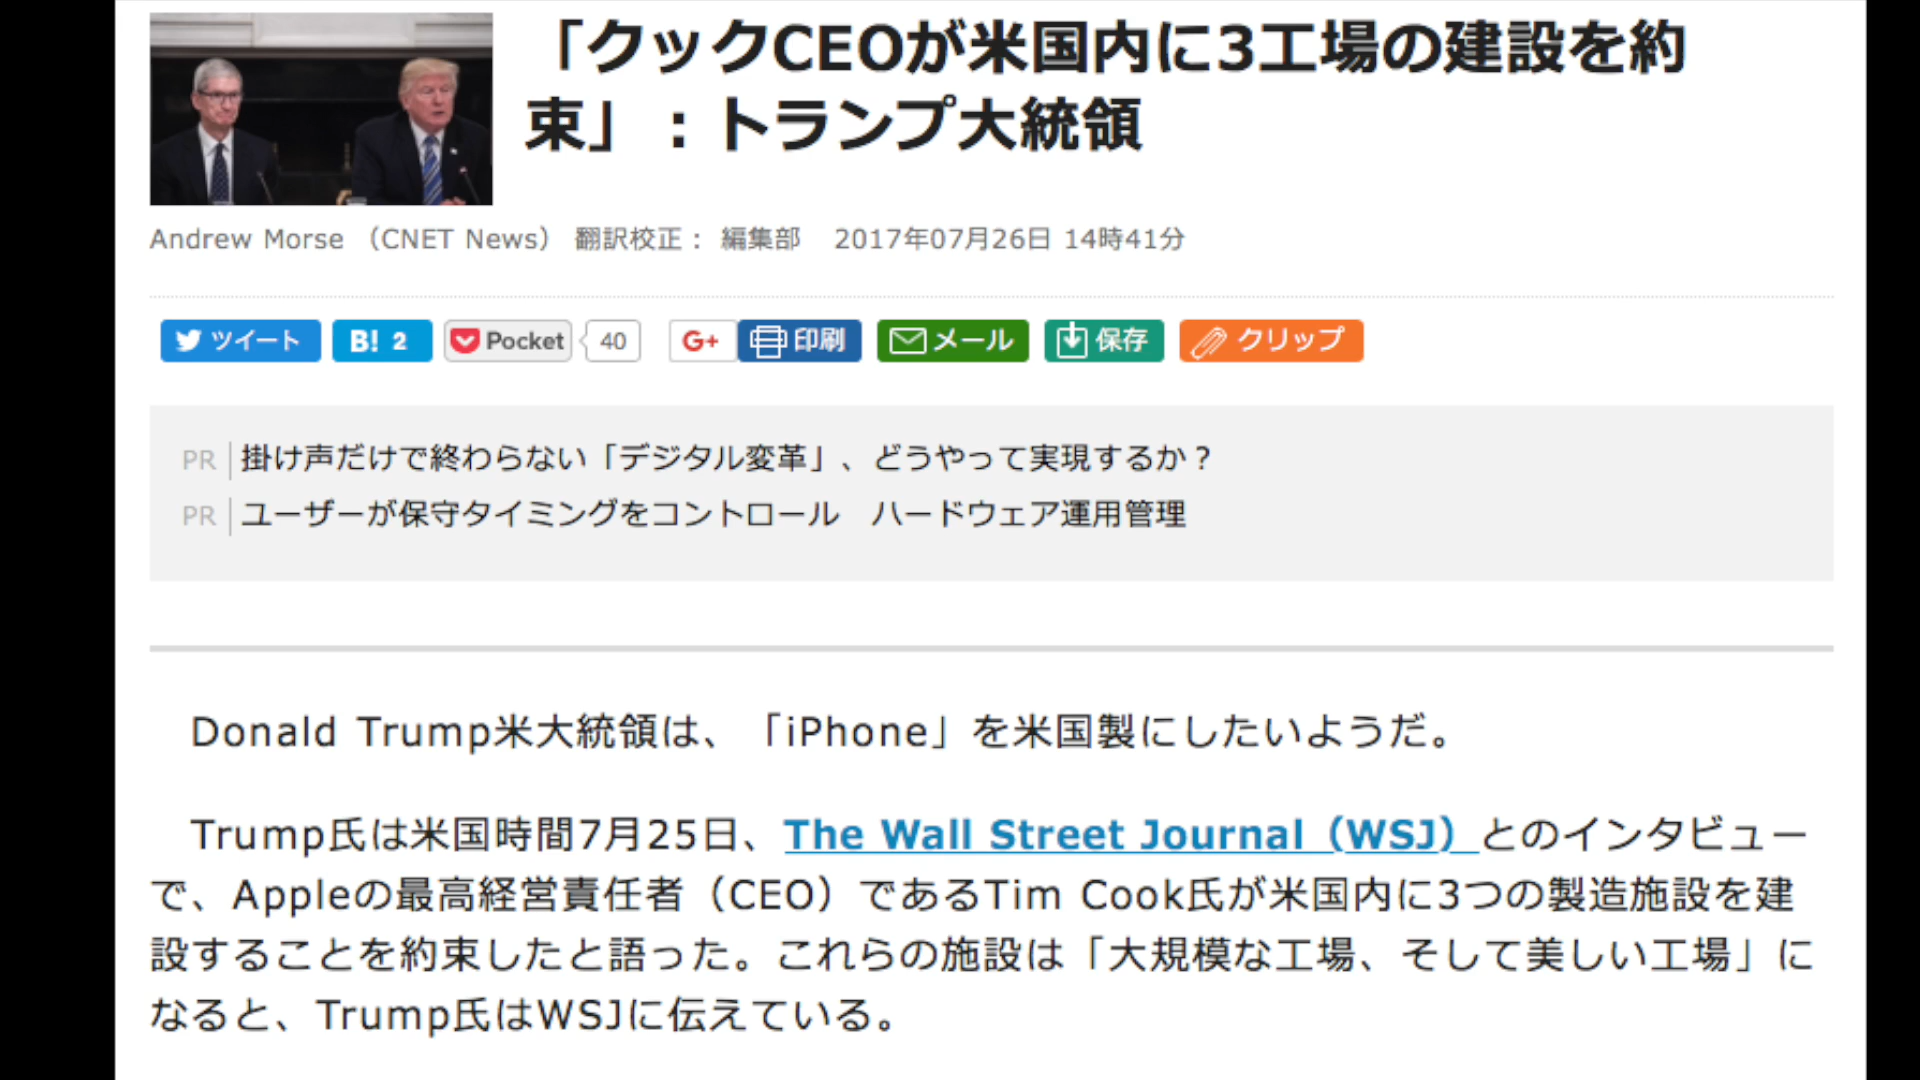 「クックCEOが米国内に3工場の建設を約
束」：トランプ大統領
Andrew Morse （CNET News） 翻訳校正： 編集部　2017年07月26日 14時41分
ツイート B! 2 Pocket 40 G+ 印刷 メール 保存 クリップ
PR 掛け声だけで終わらない「デジタル変革」、どうやって実現するか？
PR ユーザーが保守タイミングをコントロール　ハードウェア運用管理
Donald Trump米大統領は、「iPhone」を米国製にしたいようだ。
Trump氏は米国時間7月25日、The Wall Street Journal（WSJ）とのインタビュー
で、Appleの最高経営責任者（CEO）であるTim Cook氏が米国内に3つの製造施設を建
設することを約束したと語った。これらの施設は「大規模な工場、そして美しい工場」に
なると、Trump氏はWSJに伝えている。